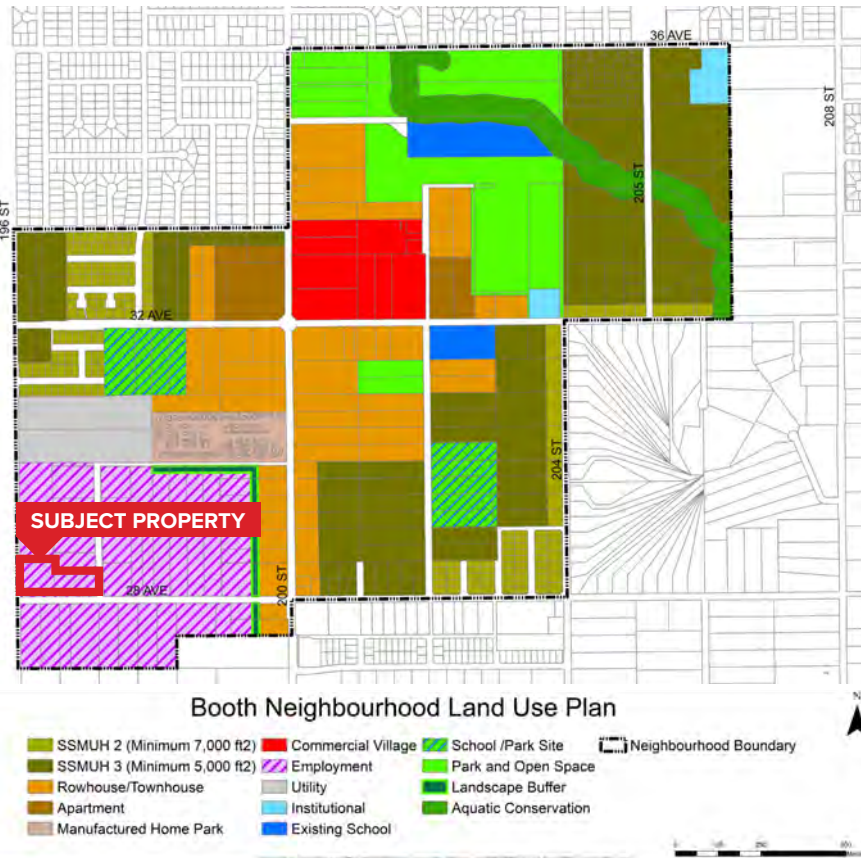 36 AVE
208 ST
205 ST
196 ST
32 AVE
204 ST
SUBJECT PROPERTY
28 AVE
200 ST
Booth Neighbourhood Land Use Plan
N
SSMUH 2 (Minimum 7,000 ft2)
SSMUH 3 (Minimum 5,000 ft2)
Rowhouse/Townhouse
Apartment
Manufactured Home Park
Commercial Village
Employment
Utility
Institutional
Existing School
School /Park Site
Park and Open Space
Landscape Buffer
Aquatic Conservation
Neighbourhood Boundary